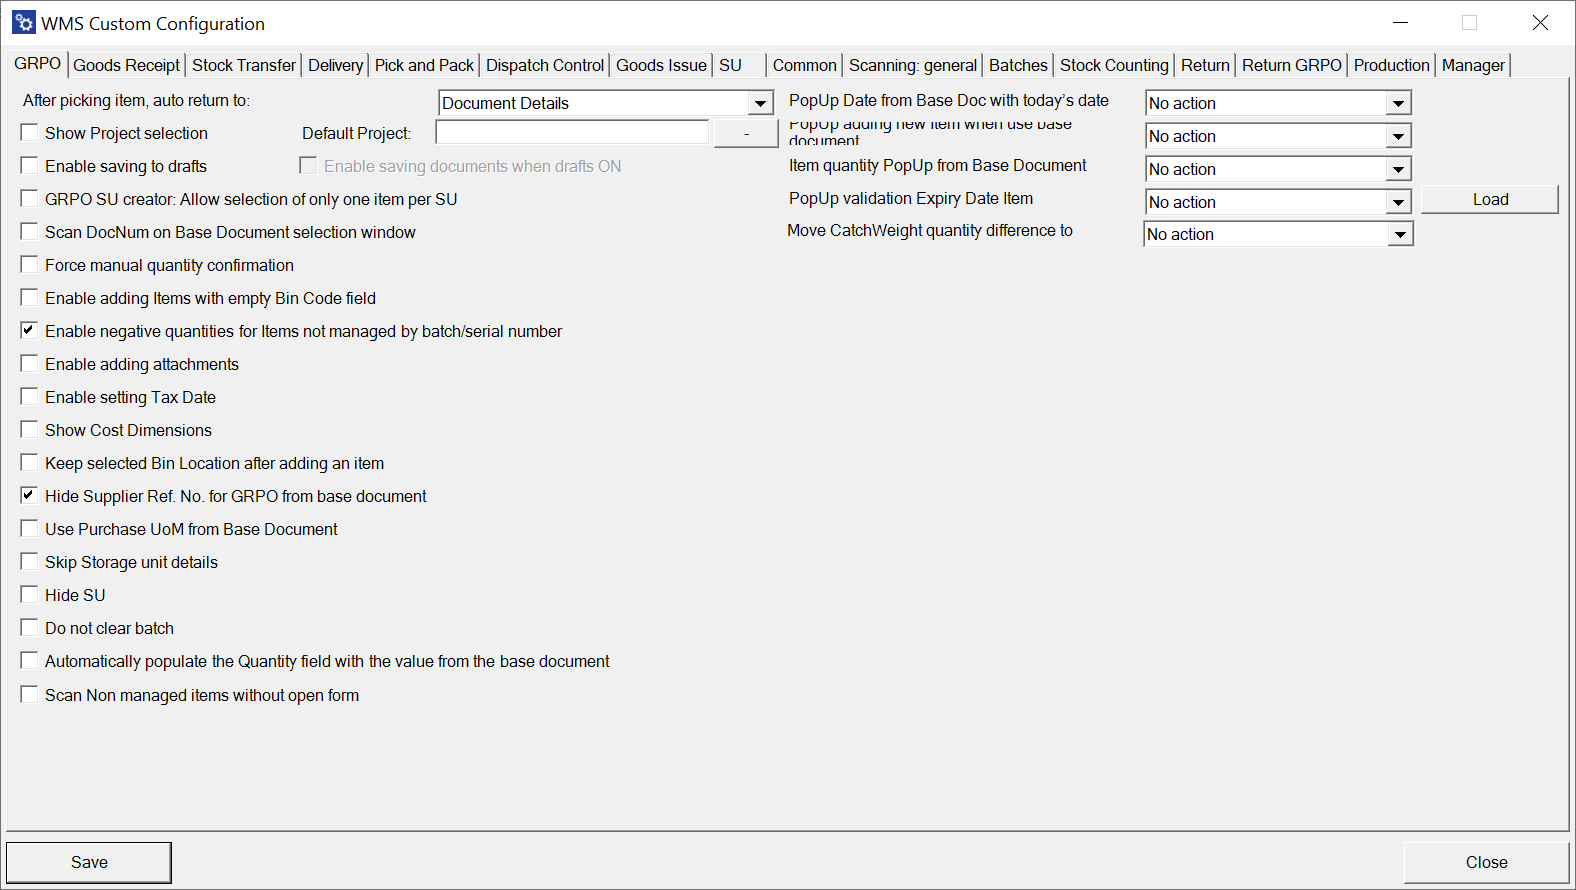 WMS Custom Configuration
GRPO Goods Receipt Stock Transfer Delivery Pick and Pack Dispatch Control Goods Issue SU Common Scanning: general Batches Stock Counting Return Return GRPO Production Manager
After picking item, auto return to: Document Details
Show Project selection Default Project: -
Enable saving to drafts Enable saving documents when drafts ON
GRPO SU creator: Allow selection of only one item per SU
Scan DocNum on Base Document selection window
Force manual quantity confirmation
Enable adding Items with empty Bin Code field
Enable negative quantities for Items not managed by batch/serial number
Enable adding attachments
Enable setting Tax Date
Show Cost Dimensions
Keep selected Bin Location after adding an item
Hide Supplier Ref. No. for GRPO from base document
Use Purchase UoM from Base Document
Skip Storage unit details
Hide SU
Do not clear batch
Automatically populate the Quantity field with the value from the base document
Scan Non managed items without open form
PopUp Date from Base Doc with today's date No action
PopUp adding new item when use base
document No action
Item quantity PopUp from Base Document No action
PopUp validation Expiry Date Item No action Load
Move CatchWeight quantity difference to No action
Save Close